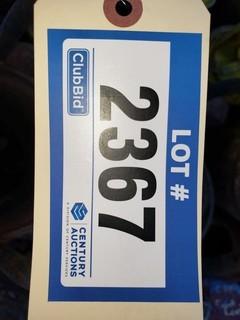 LOT #
2367
ClubBid
CENTURY
AUCTIONS
A DIVISION OF CENTURY SERVICES